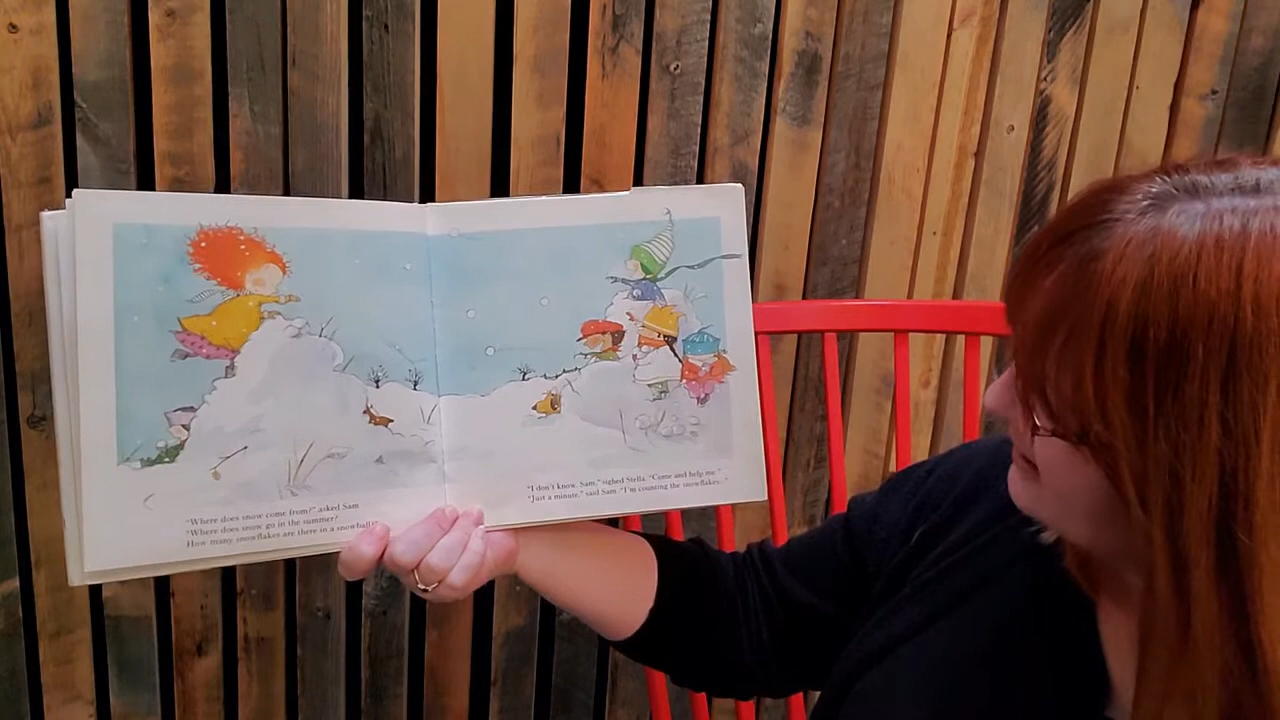 "Where does snow come from?" asked Sam
"Where does snow go in the summer?
How many snowflakes are there in a snowball?"
"I don't know, Sam," sighed Stella. "Come and help me."
"Just a minute," said Sam. "I'm counting the snowflakes..."